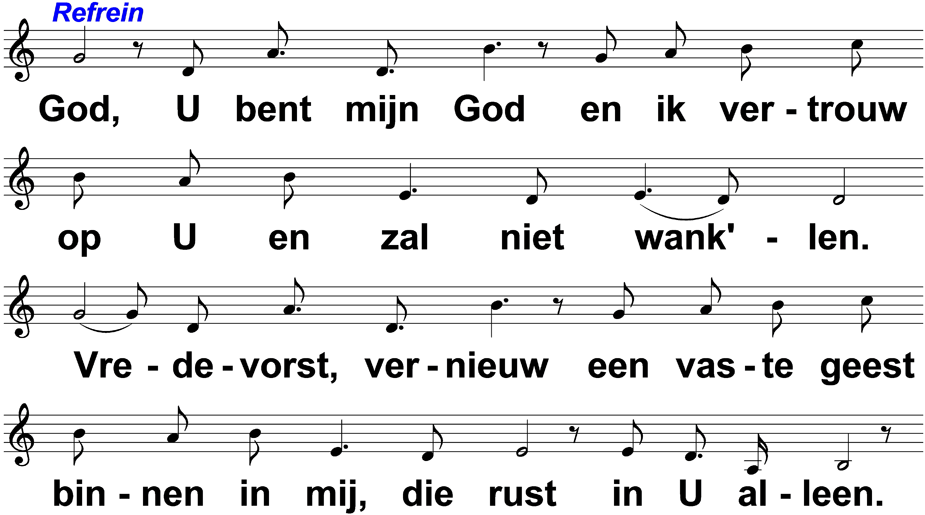 Refrein
God, U bent mijn God en ik ver - trouw
op U en zal niet wank' - len.
Vre - de - vorst, ver - nieuw een vas - te geest
bin - nen in mij, die rust in U al - leen.